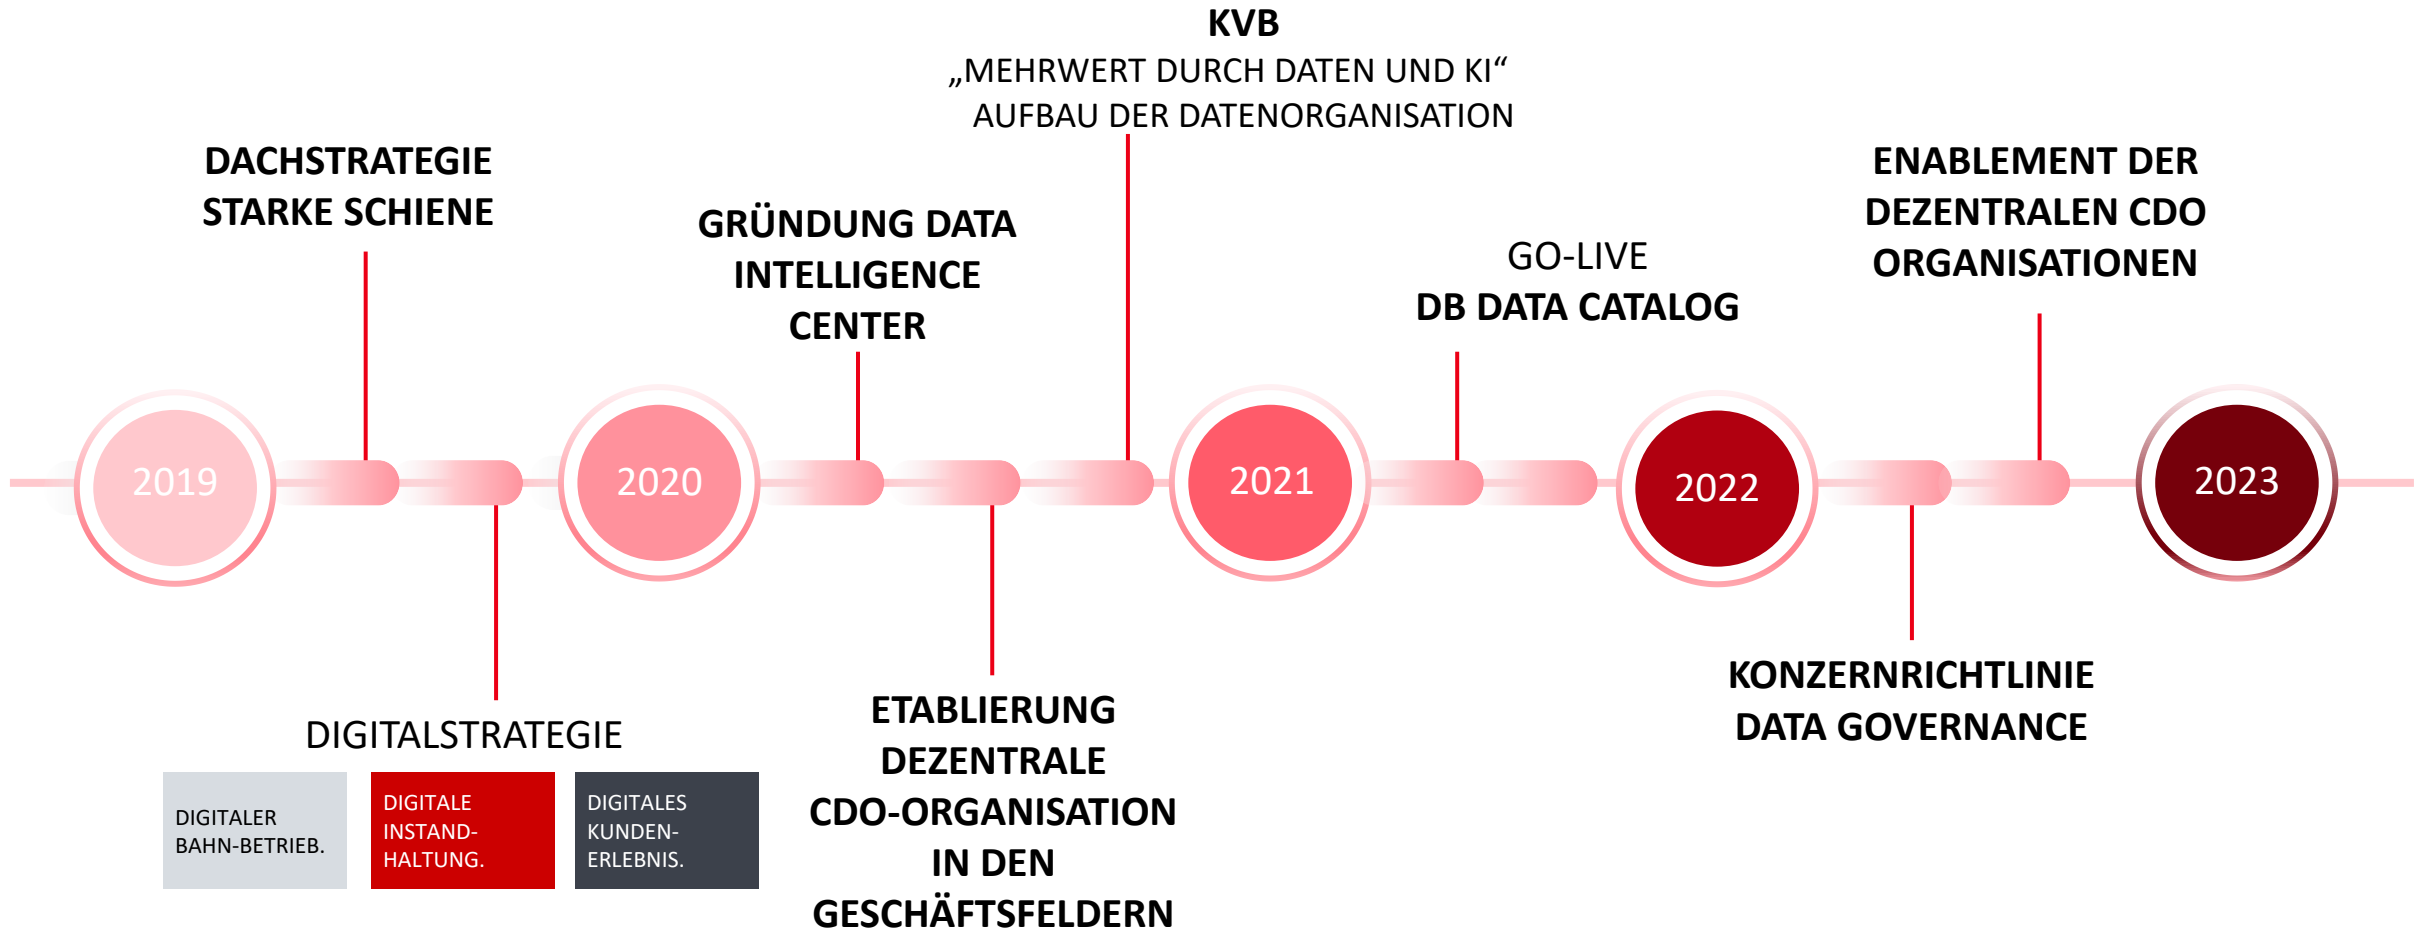 KVB
„MEHRWERT DURCH DATEN UND KI“
AUFBAU DER DATENORGANISATION
DACHSTRATEGIE
STARKE SCHIENE
GRÜNDUNG DATA
INTELLIGENCE
CENTER
GO-LIVE
DB DATA CATALOG
ENABLEMENT DER
DEZENTRALEN CDO
ORGANISATIONEN
2019
2020
2021
2022
2023
DIGITALSTRATEGIE
DIGITALER
BAHN-BETRIEB.
DIGITALE
INSTAND-
HALTUNG.
DIGITALES
KUNDEN-
ERLEBNIS.
ETABLIERUNG
DEZENTRALE
CDO-ORGANISATION
IN DEN
GESCHÄFTSFELDERN
KONZERNRICHTLINIE
DATA GOVERNANCE